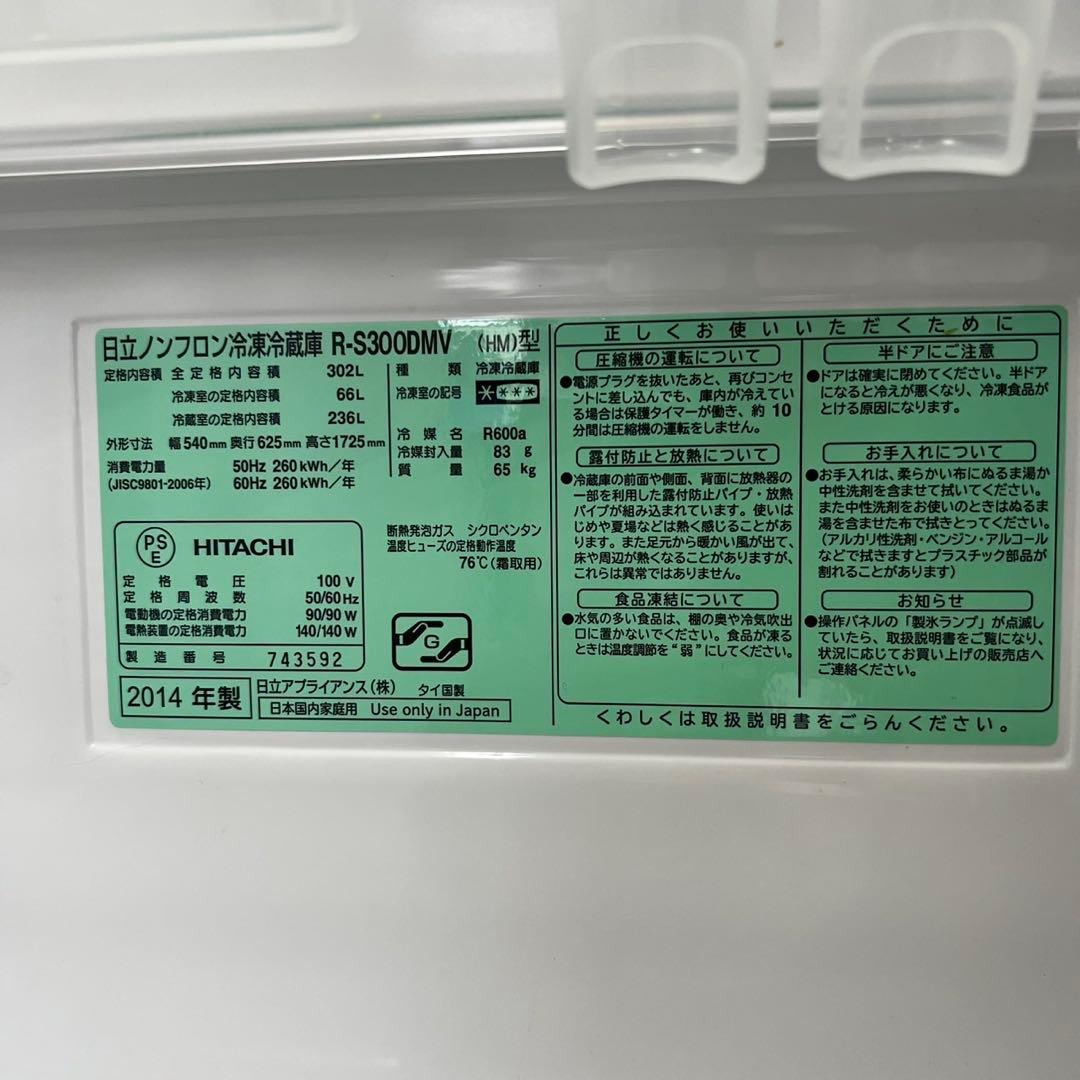 日立ノンフロン冷凍冷蔵庫 R-S300DMV (HM)型
定格内容積 全定格内容積 302L
冷凍室の定格内容積 66L
冷蔵室の定格内容積 236L
外形寸法 幅540mm 奥行625mm 高さ1725mm
消費電力量 50Hz 260kWh/年
(JISC9801-2006年) 60Hz 260kWh/年
種類 冷凍冷蔵庫
冷凍室の記号 ****
冷媒名 R600a
冷媒封入量 83 g
質量 65 kg
PS
E
HITACHI
定格電圧 100 V
定格周波数 50/60 Hz
電動機の定格消費電力 90/90 W
電熱装置の定格消費電力 140/140 W
製造番号 743592
断熱発泡ガス シクロペンタン
温度ヒューズの定格動作温度
76℃(霜取用)
G
2014 年製
日立アプライアンス(株) タイ国製
日本国内家庭用 Use only in Japan
正しくお使いいただくために
圧縮機の運転について
●電源プラグを抜いたあと、再びコンセ
ントに差し込んでも、庫内が冷えてい
る場合は保護タイマーが働き、約10
分間は圧縮機の運転をしません。
露付防止と放熱について
●冷蔵庫の前面や側面、背面に放熱器の
一部を利用した露付防止パイプ・放熱
パイプが組み込まれています。使いは
じめや夏場などは熱く感じることがあ
ります。また足元から暖かい風が出て、
床や周辺が熱くなることがありますが、
これらは異常ではありません。
食品凍結について
●水気の多い食品は、棚の奥や冷気吹出
口に置かないでください。食品が凍る
ときは温度調節を“弱”にしてください。
半ドアにご注意
●ドアは確実に閉めてください。半ドア
になると冷えが悪くなり、冷凍食品が
とける原因になります。
お手入れについて
●お手入れは、柔らかい布にぬるま湯か
中性洗剤を含ませて拭いてください。
また中性洗剤をお使いのときはぬるま
湯を含ませた布で拭きとってください。
(アルカリ性洗剤・ベンジン・アルコール
などで拭きますとプラスチック部品が
割れることがあります)
お知らせ
●操作パネルの「製氷ランプ」が点滅し
ていたら、取扱説明書をご覧になり、
状況に応じてお買い上げの販売店へ
ご連絡ください。
くわしくは取扱説明書をごらんください。